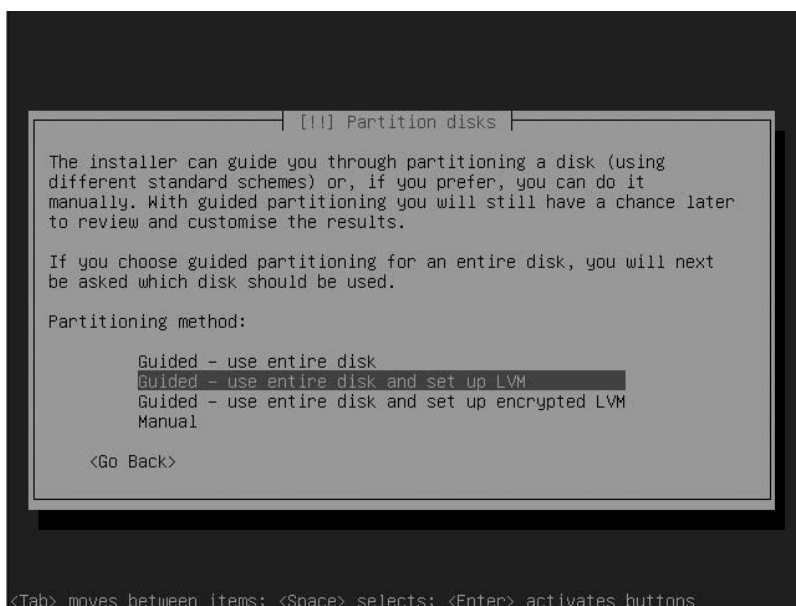 [!!] Partition disks
The installer can guide you through partitioning a disk (using
different standard schemes) or, if you prefer, you can do it
manually. With guided partitioning you will still have a chance later
to review and customise the results.
If you choose guided partitioning for an entire disk, you will next
be asked which disk should be used.
Partitioning method:
Guided - use entire disk
Guided - use entire disk and set up LVM
Guided - use entire disk and set up encrypted LVM
Manual
<Go Back>
<Tab> moves between items; <Space> selects; <Enter> activates buttons